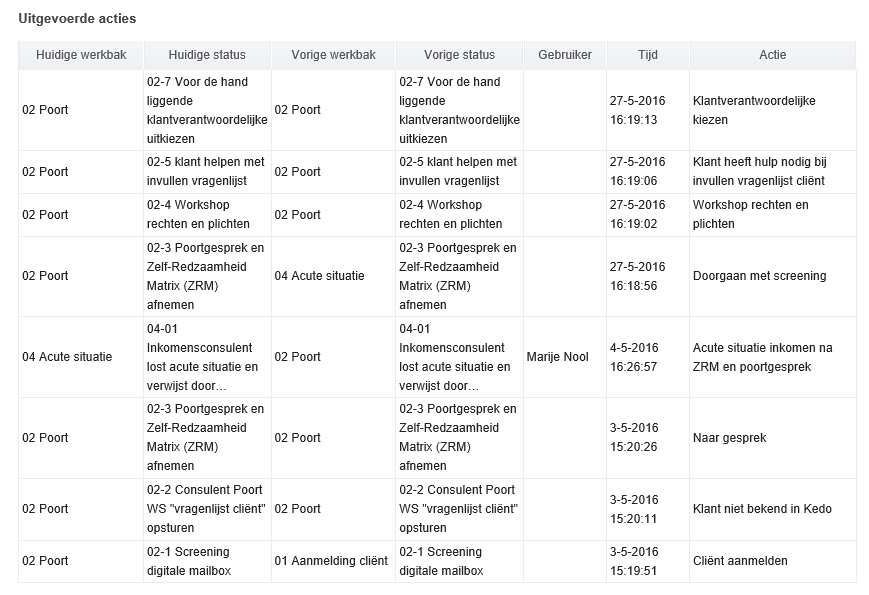 Uitgevoerde acties
Huidige werkbak Huidige status Vorige werkbak Vorige status Gebruiker Tijd Actie
02 Poort
02-7 Voor de hand
liggende
klantverantwoordelijke
uitkiezen
02 Poort
02-7 Voor de hand
liggende
klantverantwoordelijke
uitkiezen
27-5-2016
16:19:13
Klantverantwoordelijke
kiezen
02 Poort
02-5 klant helpen met
invullen vragenlijst
02 Poort
02-5 klant helpen met
invullen vragenlijst
27-5-2016
16:19:06
Klant heeft hulp nodig bij
invullen vragenlijst cliënt
02 Poort
02-4 Workshop
rechten en plichten
02 Poort
02-4 Workshop
rechten en plichten
27-5-2016
16:19:02
Workshop rechten en
plichten
02 Poort
02-3 Poortgesprek en
Zelf-Redzaamheid
Matrix (ZRM)
afnemen
04 Acute situatie
02-3 Poortgesprek en
Zelf-Redzaamheid
Matrix (ZRM)
afnemen
27-5-2016
16:18:56
Doorgaan met screening
04 Acute situatie
04-01
Inkomensconsulent
lost acute situatie en
verwijst door…
02 Poort
04-01
Inkomensconsulent
lost acute situatie en
verwijst door…
Marije Nool
4-5-2016
16:26:57
Acute situatie inkomen na
ZRM en poortgesprek
02 Poort
02-3 Poortgesprek en
Zelf-Redzaamheid
Matrix (ZRM)
afnemen
02 Poort
02-3 Poortgesprek en
Zelf-Redzaamheid
Matrix (ZRM)
afnemen
3-5-2016
15:20:26
Naar gesprek
02 Poort
02-2 Consulent Poort
WS "vragenlijst cliënt"
opsturen
02 Poort
02-2 Consulent Poort
WS "vragenlijst cliënt"
opsturen
3-5-2016
15:20:11
Klant niet bekend in Kedo
02 Poort
02-1 Screening
digitale mailbox
01 Aanmelding cliënt
02-1 Screening
digitale mailbox
3-5-2016
15:19:51
Cliënt aanmelden